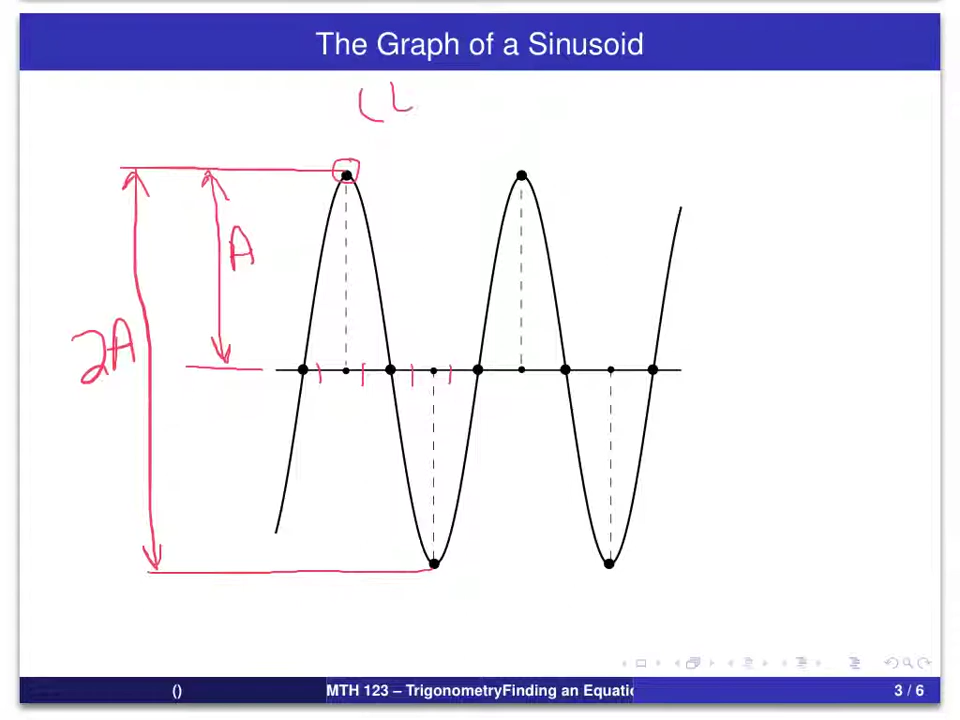 The Graph of a Sinusoid
A
2A
()
MTH 123 – TrigonometryFinding an Equatio
3 / 6